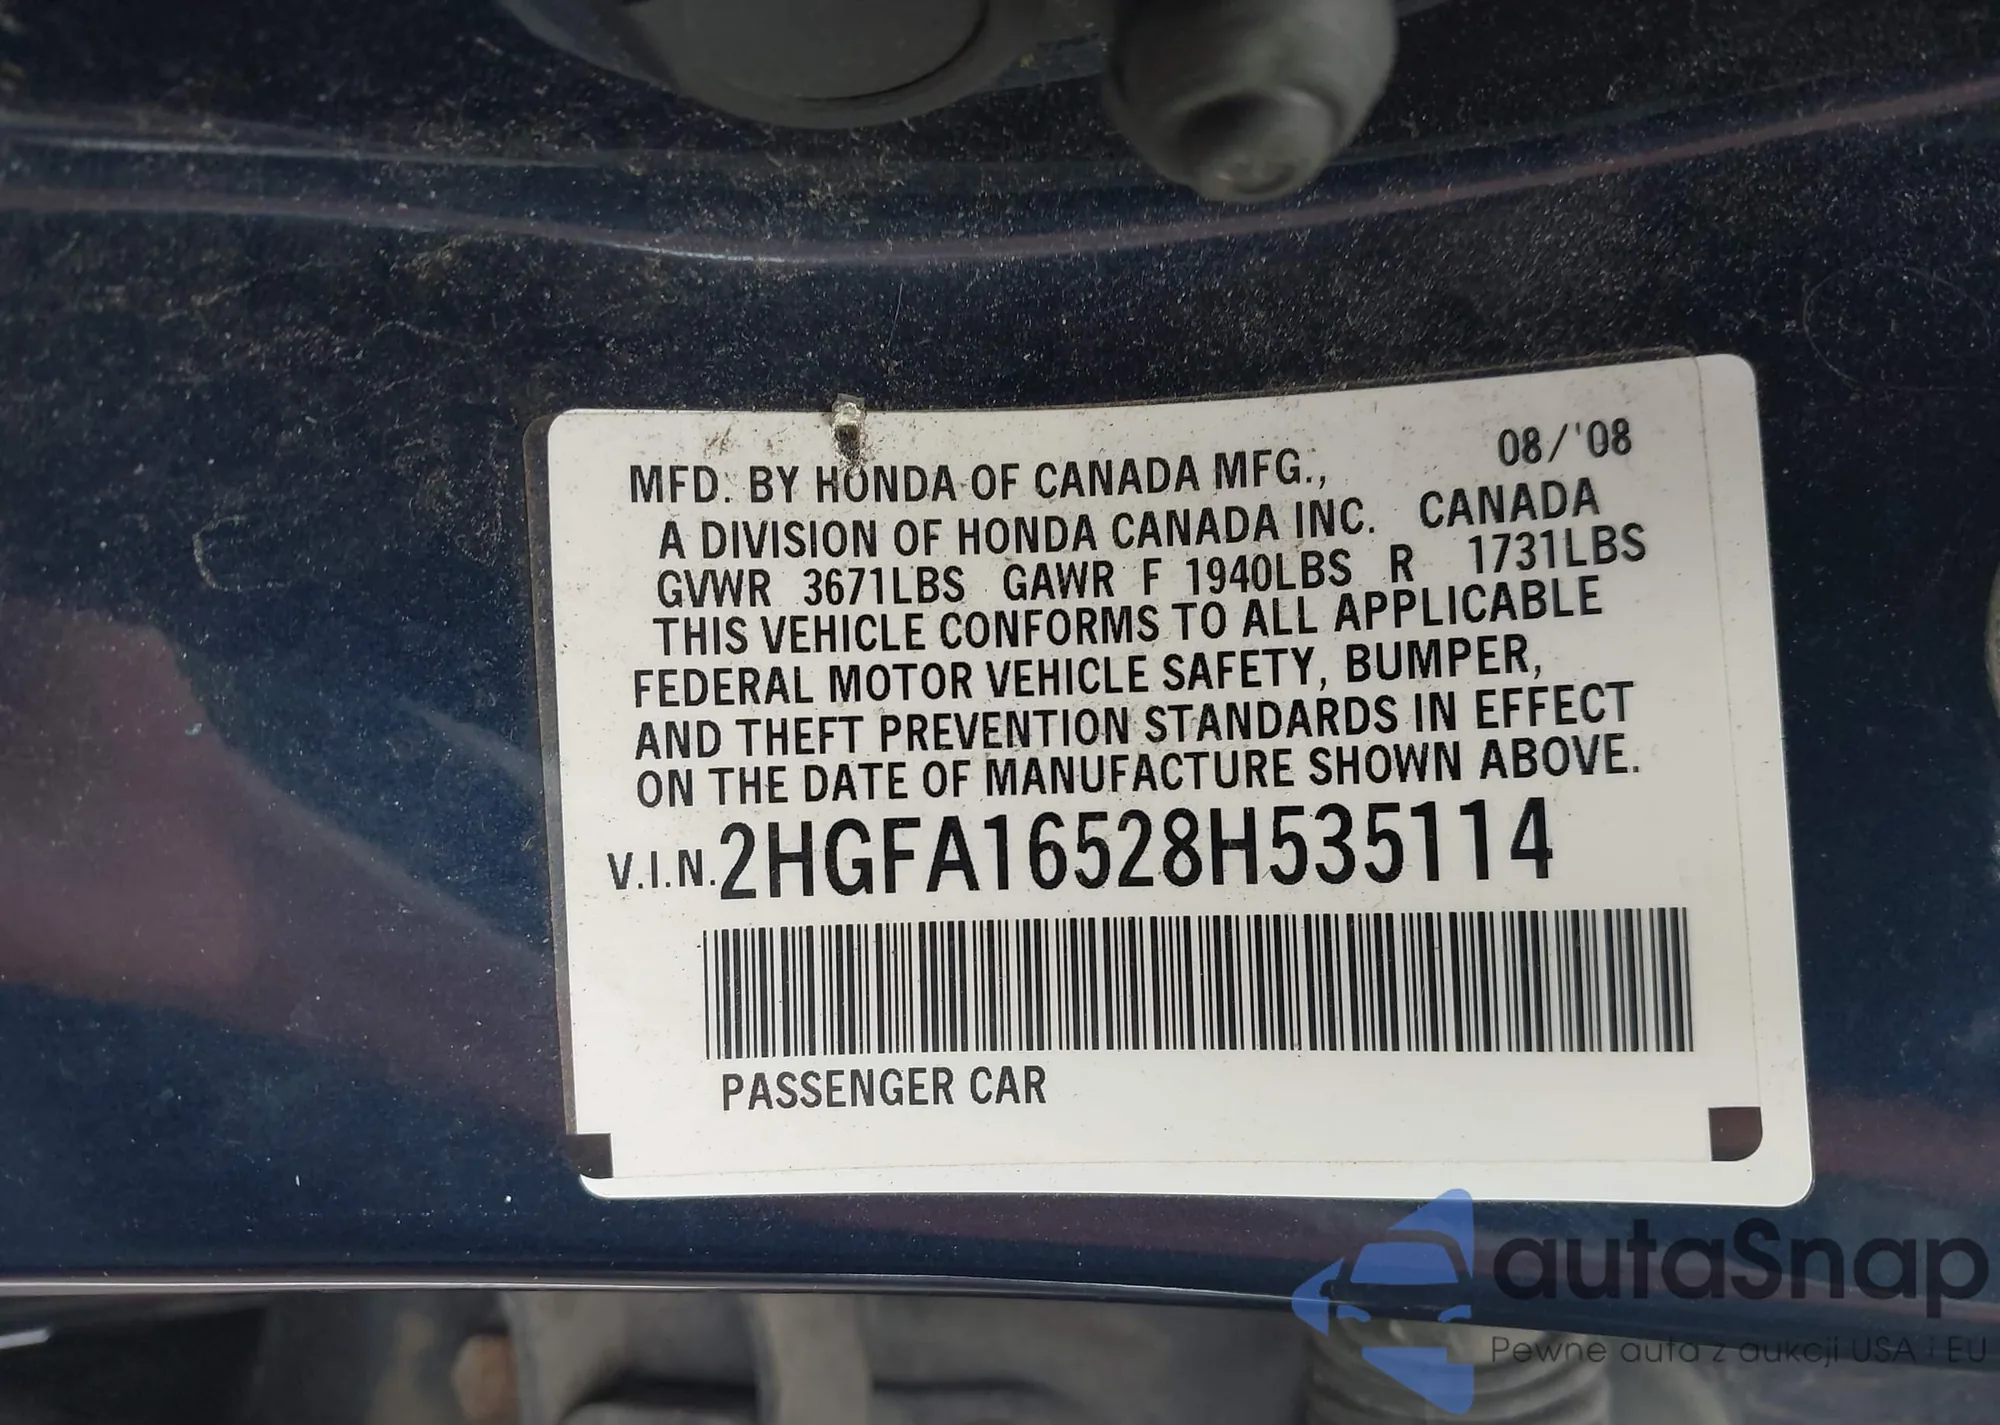 08/'08
MFD. BY HONDA OF CANADA MFG.,
A DIVISION OF HONDA CANADA INC. CANADA
GVWR 3671LBS GAWR F 1940LBS R 1731LBS
THIS VEHICLE CONFORMS TO ALL APPLICABLE
FEDERAL MOTOR VEHICLE SAFETY, BUMPER,
AND THEFT PREVENTION STANDARDS IN EFFECT
ON THE DATE OF MANUFACTURE SHOWN ABOVE.
V.I.N. 2HGFA16528H535114
PASSENGER CAR
autaSnap
Pewne auta z aukcji USA i EU